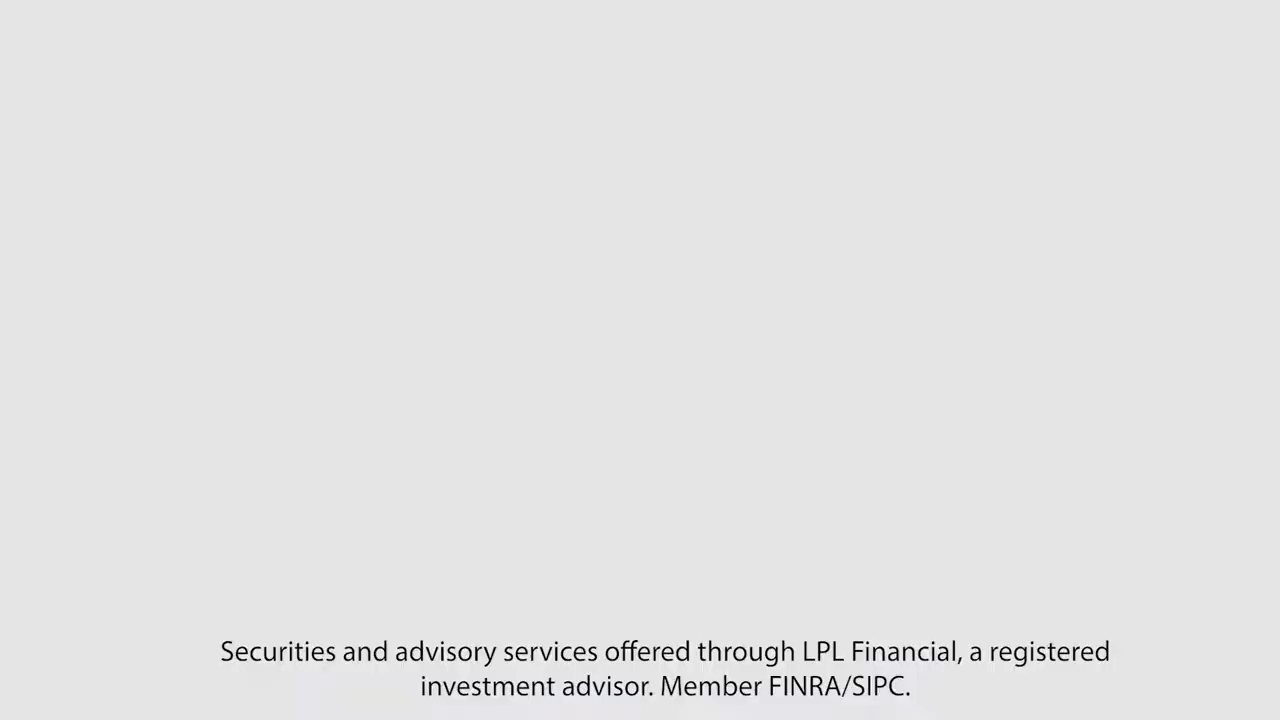 Securities and advisory services offered through LPL Financial, a registered
investment advisor. Member FINRA/SIPC.